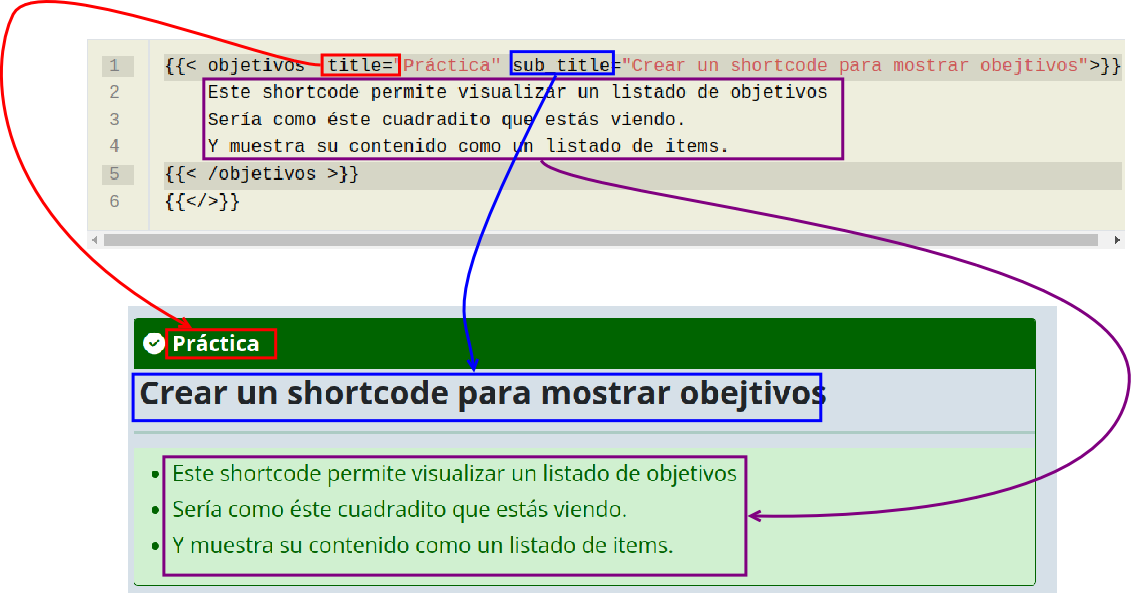 1 {{< objetivos title="Práctica" sub_title="Crear un shortcode para mostrar obejtivos">}}
2 Este shortcode permite visualizar un listado de objetivos
3 Sería como éste cuadradito que estás viendo.
4 Y muestra su contenido como un listado de items.
5 {{< /objetivos >}}
6 {{</>}}
Práctica
Crear un shortcode para mostrar obejtivos
• Este shortcode permite visualizar un listado de objetivos
• Sería como éste cuadradito que estás viendo.
• Y muestra su contenido como un listado de items.